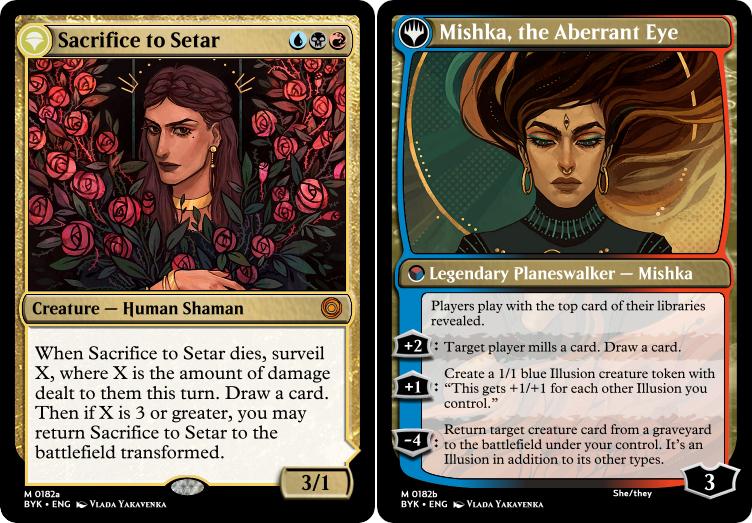 Sacrifice to Setar
Creature — Human Shaman
When Sacrifice to Setar dies, surveil
X, where X is the amount of damage
dealt to them this turn. Draw a card.
Then if X is 3 or greater, you may
return Sacrifice to Setar to the
battlefield transformed.
3/1
M 0182a
BYK • ENG VLADA YAKAVENKA
Mishka, the Aberrant Eye
Legendary Planeswalker — Mishka
Players play with the top card of their libraries
revealed.
+2: Target player mills a card. Draw a card.
Create a 1/1 blue Illusion creature token with
+1: “This gets +1/+1 for each other Illusion you
control.”
Return target creature card from a graveyard
-4: to the battlefield under your control. It’s an
Illusion in addition to its other types.
3
M 0182b
She/they
BYK • ENG VLADA YAKAVENKA